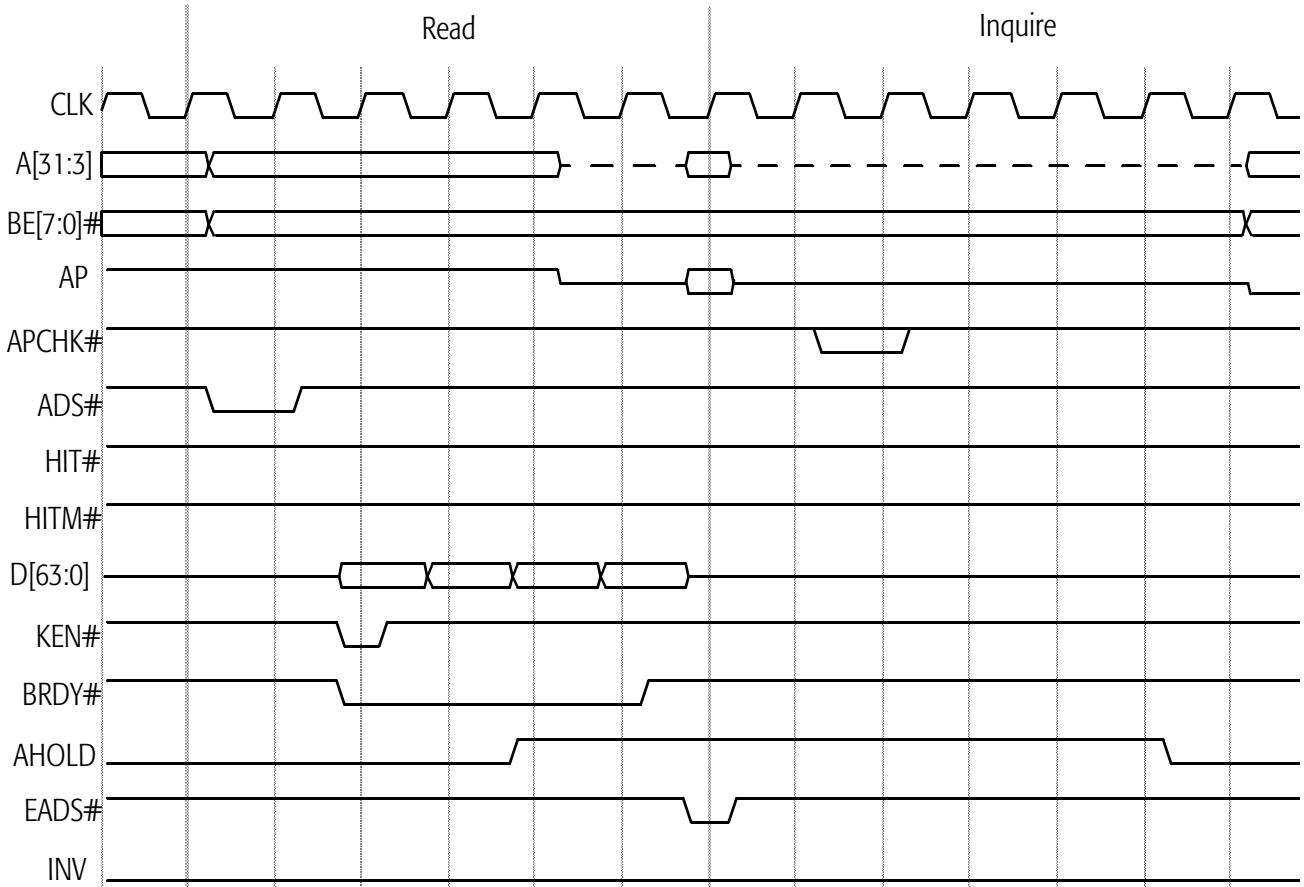 Read
Inquire
CLK
A[31:3]
BE[7:0]#
AP
APCHK#
ADS#
HIT#
HITM#
D[63:0]
KEN#
BRDY#
AHOLD
EADS#
INV